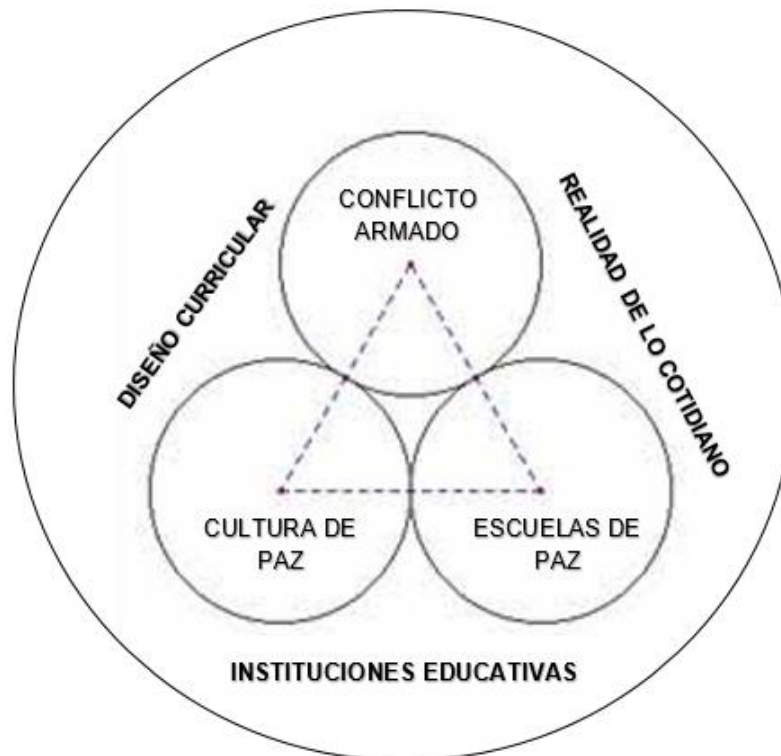 CONFLICTO
ARMADO
DISEÑO CURRICULAR
REALIDAD DE LO COTIDIANO
CULTURA DE
PAZ
ESCUELAS DE
PAZ
INSTITUCIONES EDUCATIVAS